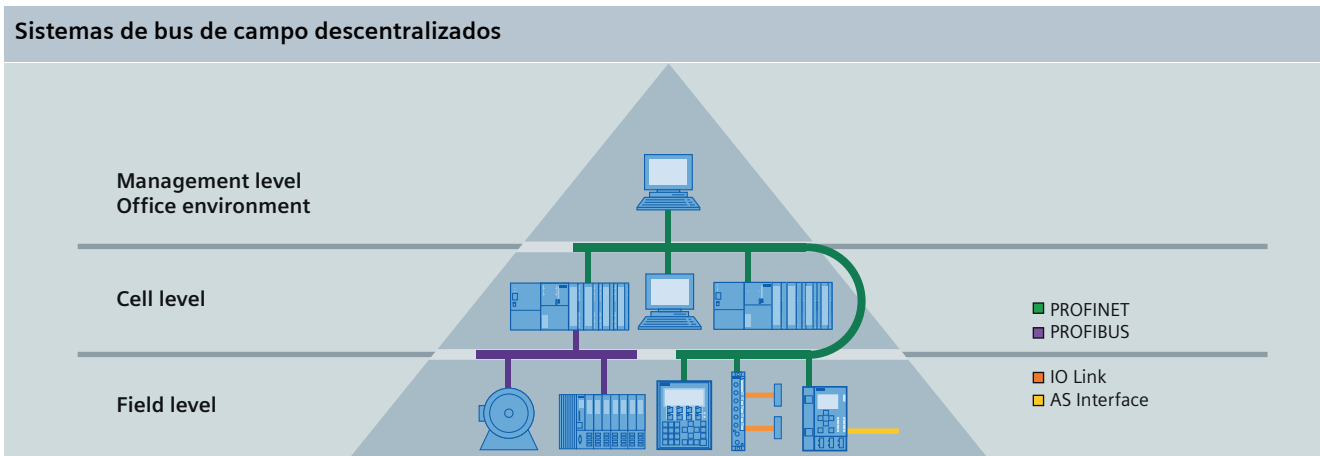 Sistemas de bus de campo descentralizados
Management level
Office environment
Cell level
PROFINET
PROFIBUS
IO Link
AS Interface
Field level